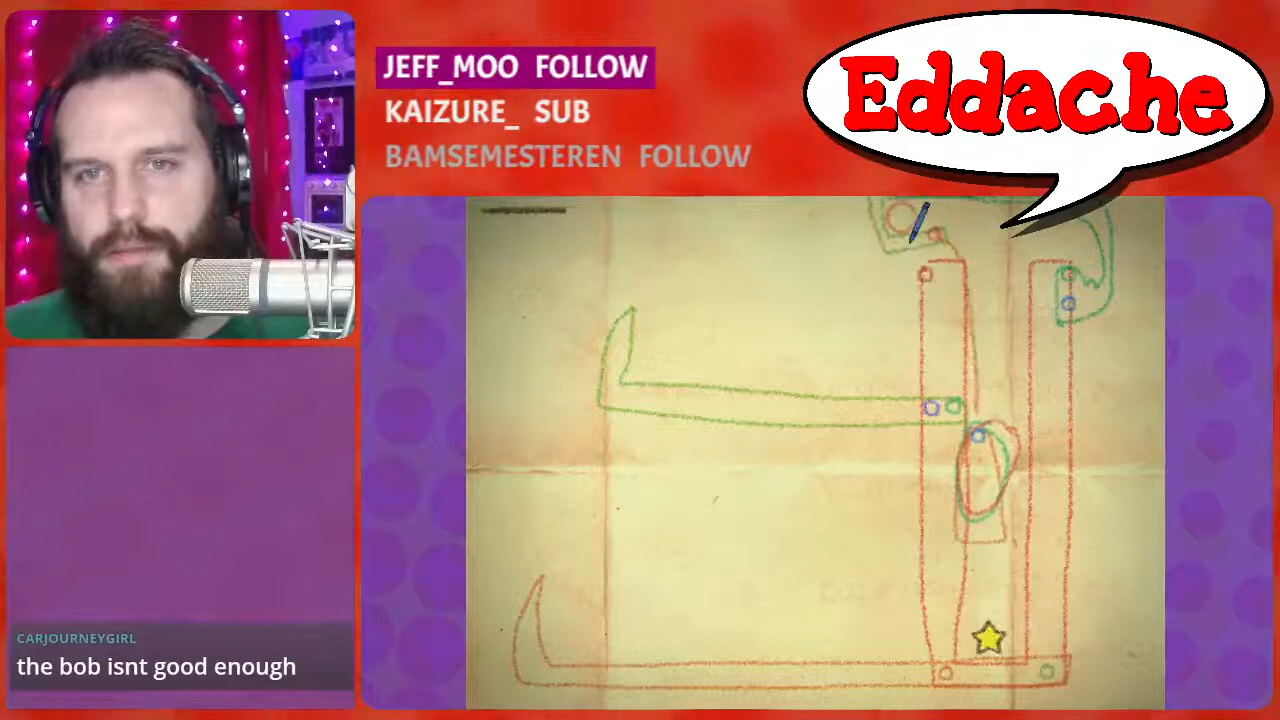 JEFF_MOO FOLLOW
KAIZURE_ SUB
BAMSEMESTEREN FOLLOW
Eddache
CARJOURNEYGIRL
the bob isnt good enough